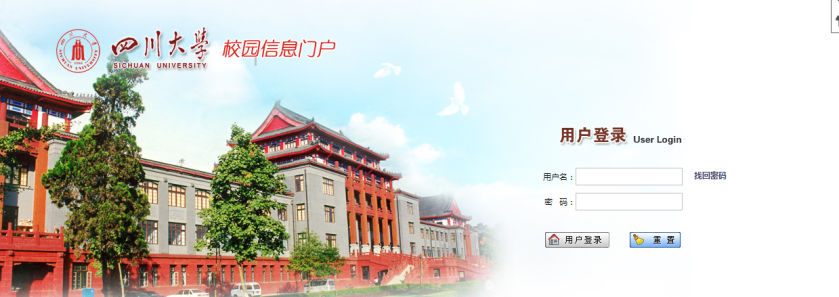 四川大學 校园信息门户
SICHUAN UNIVERSITY
用户登录 User Login
用户名： 找回密码
密 码：
用户登录 重 置